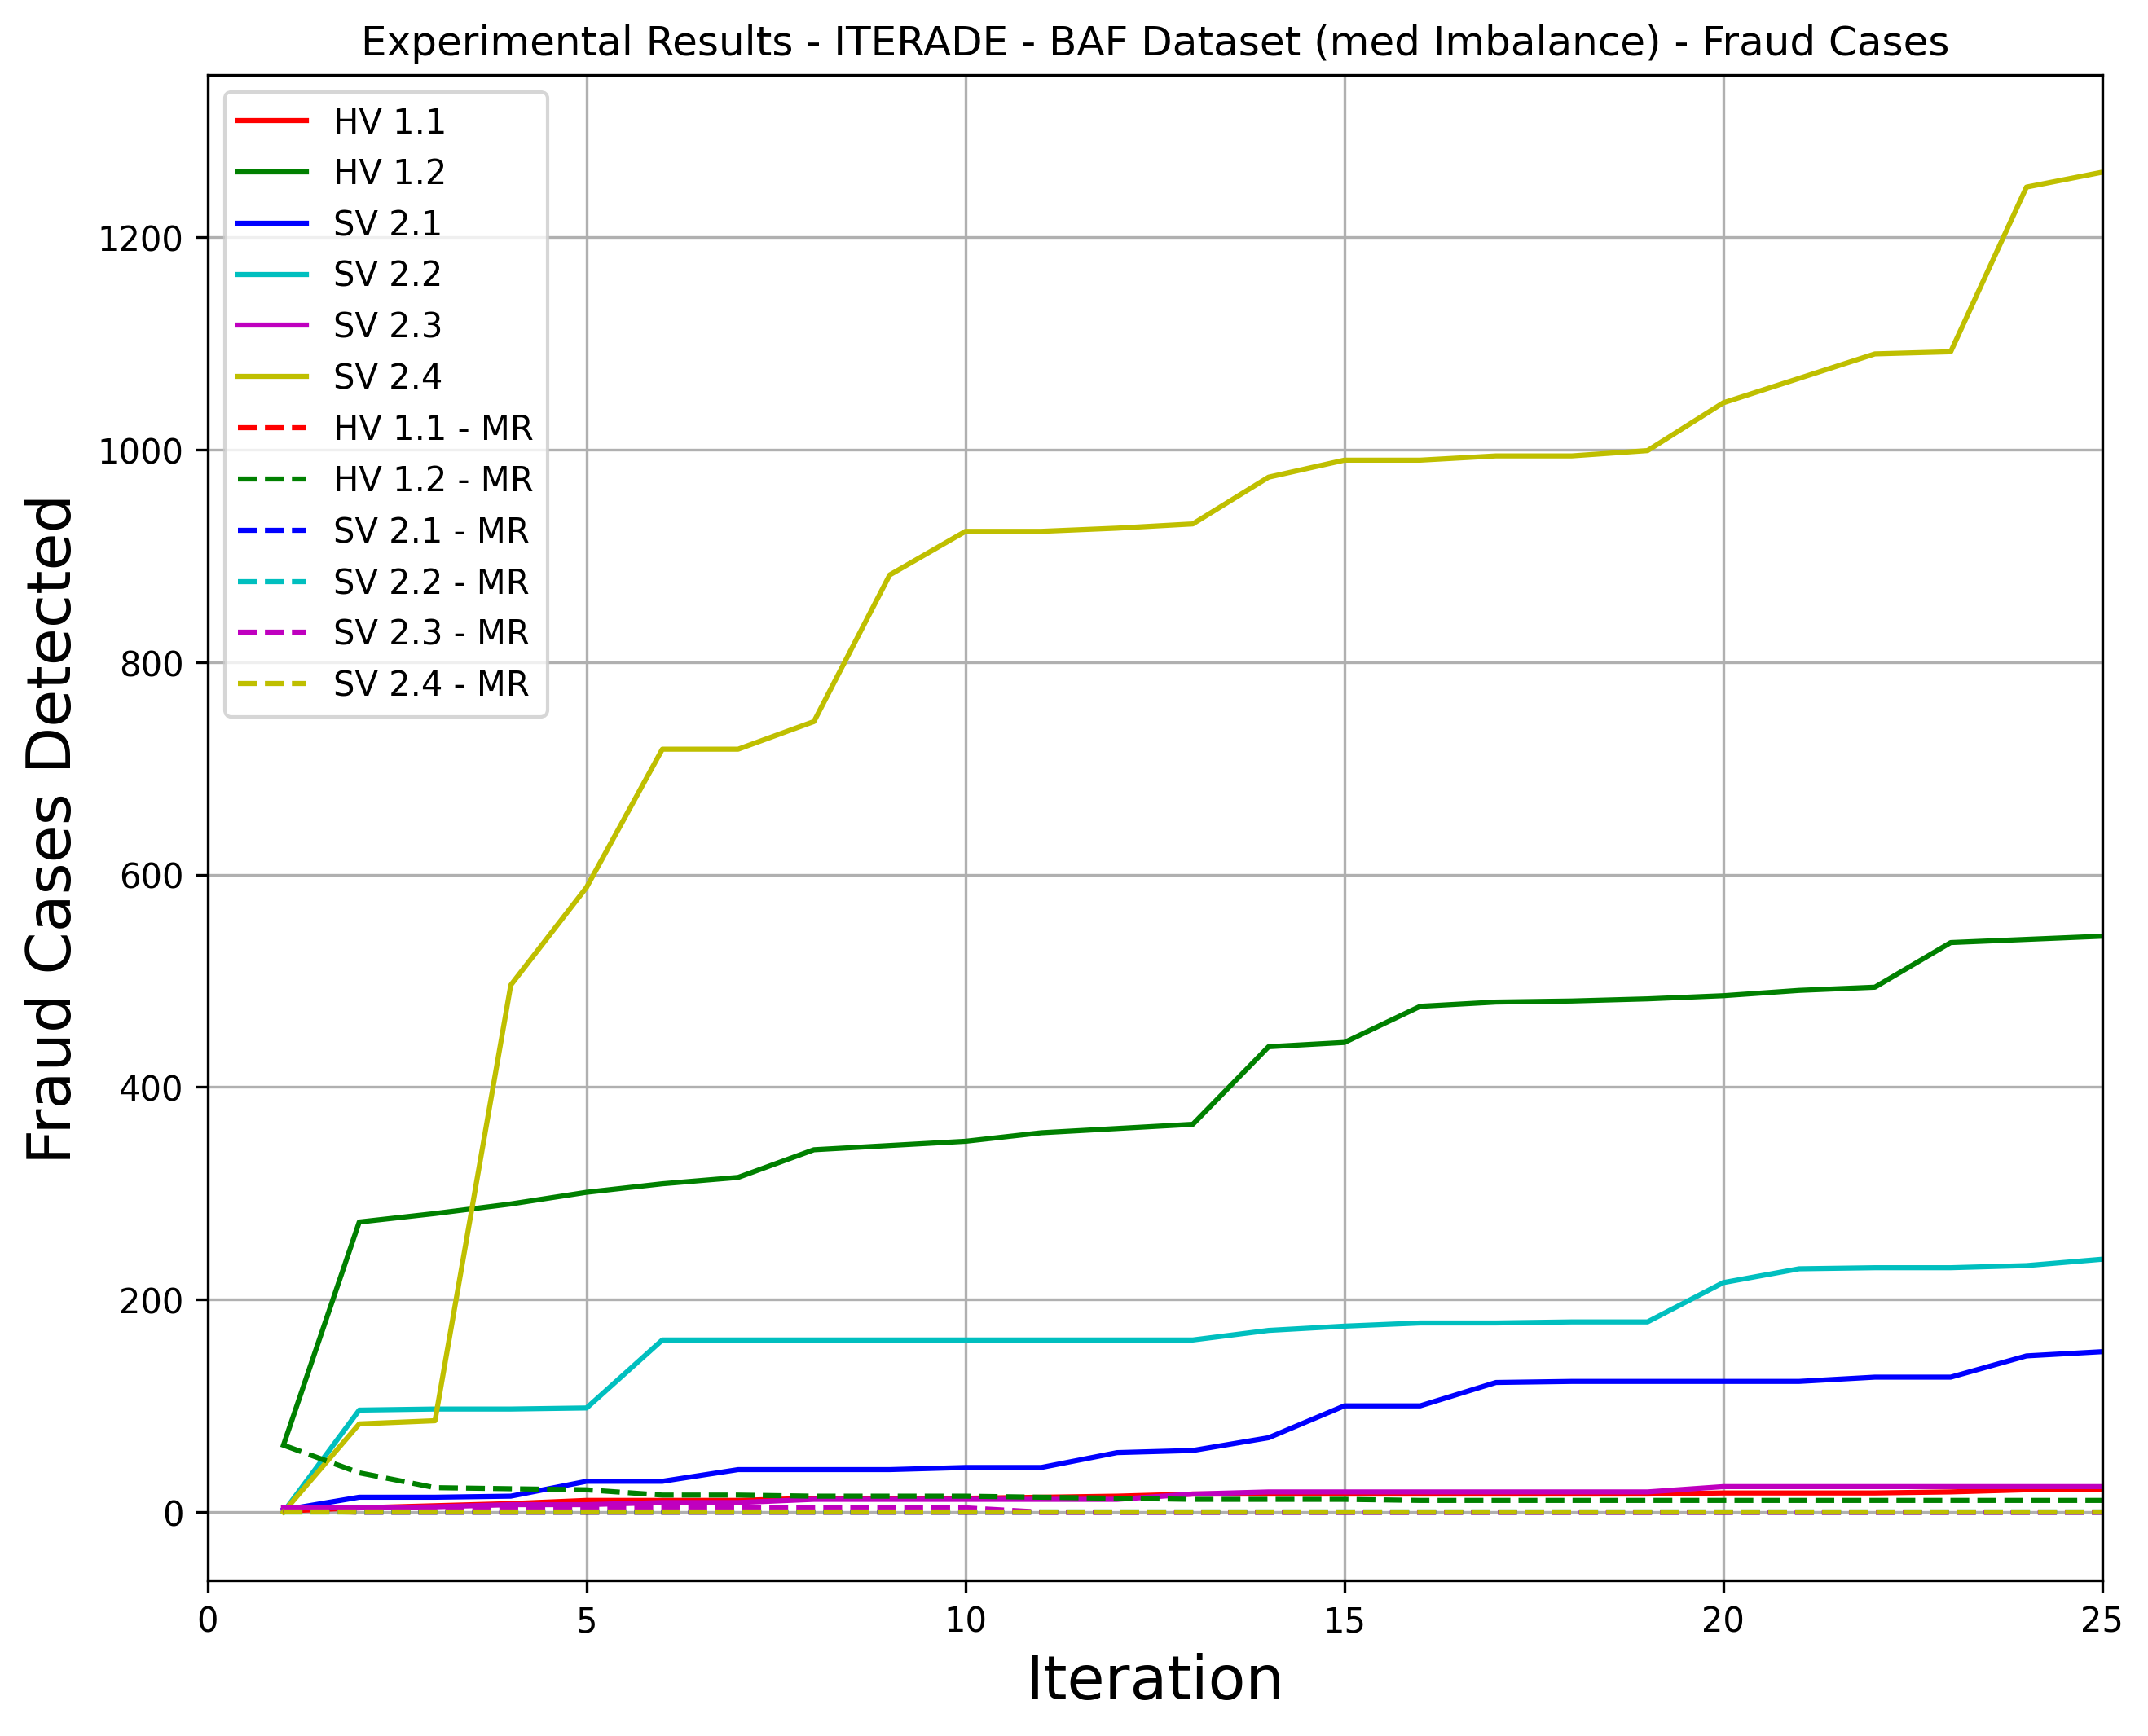 Experimental Results - ITERADE - BAF Dataset (med Imbalance) - Fraud Cases
HV 1.1
HV 1.2
SV 2.1
SV 2.2
SV 2.3
SV 2.4
HV 1.1 - MR
HV 1.2 - MR
SV 2.1 - MR
SV 2.2 - MR
SV 2.3 - MR
SV 2.4 - MR
Fraud Cases Detected
1200
1000
800
600
400
200
0
0 5 10 15 20 25
Iteration